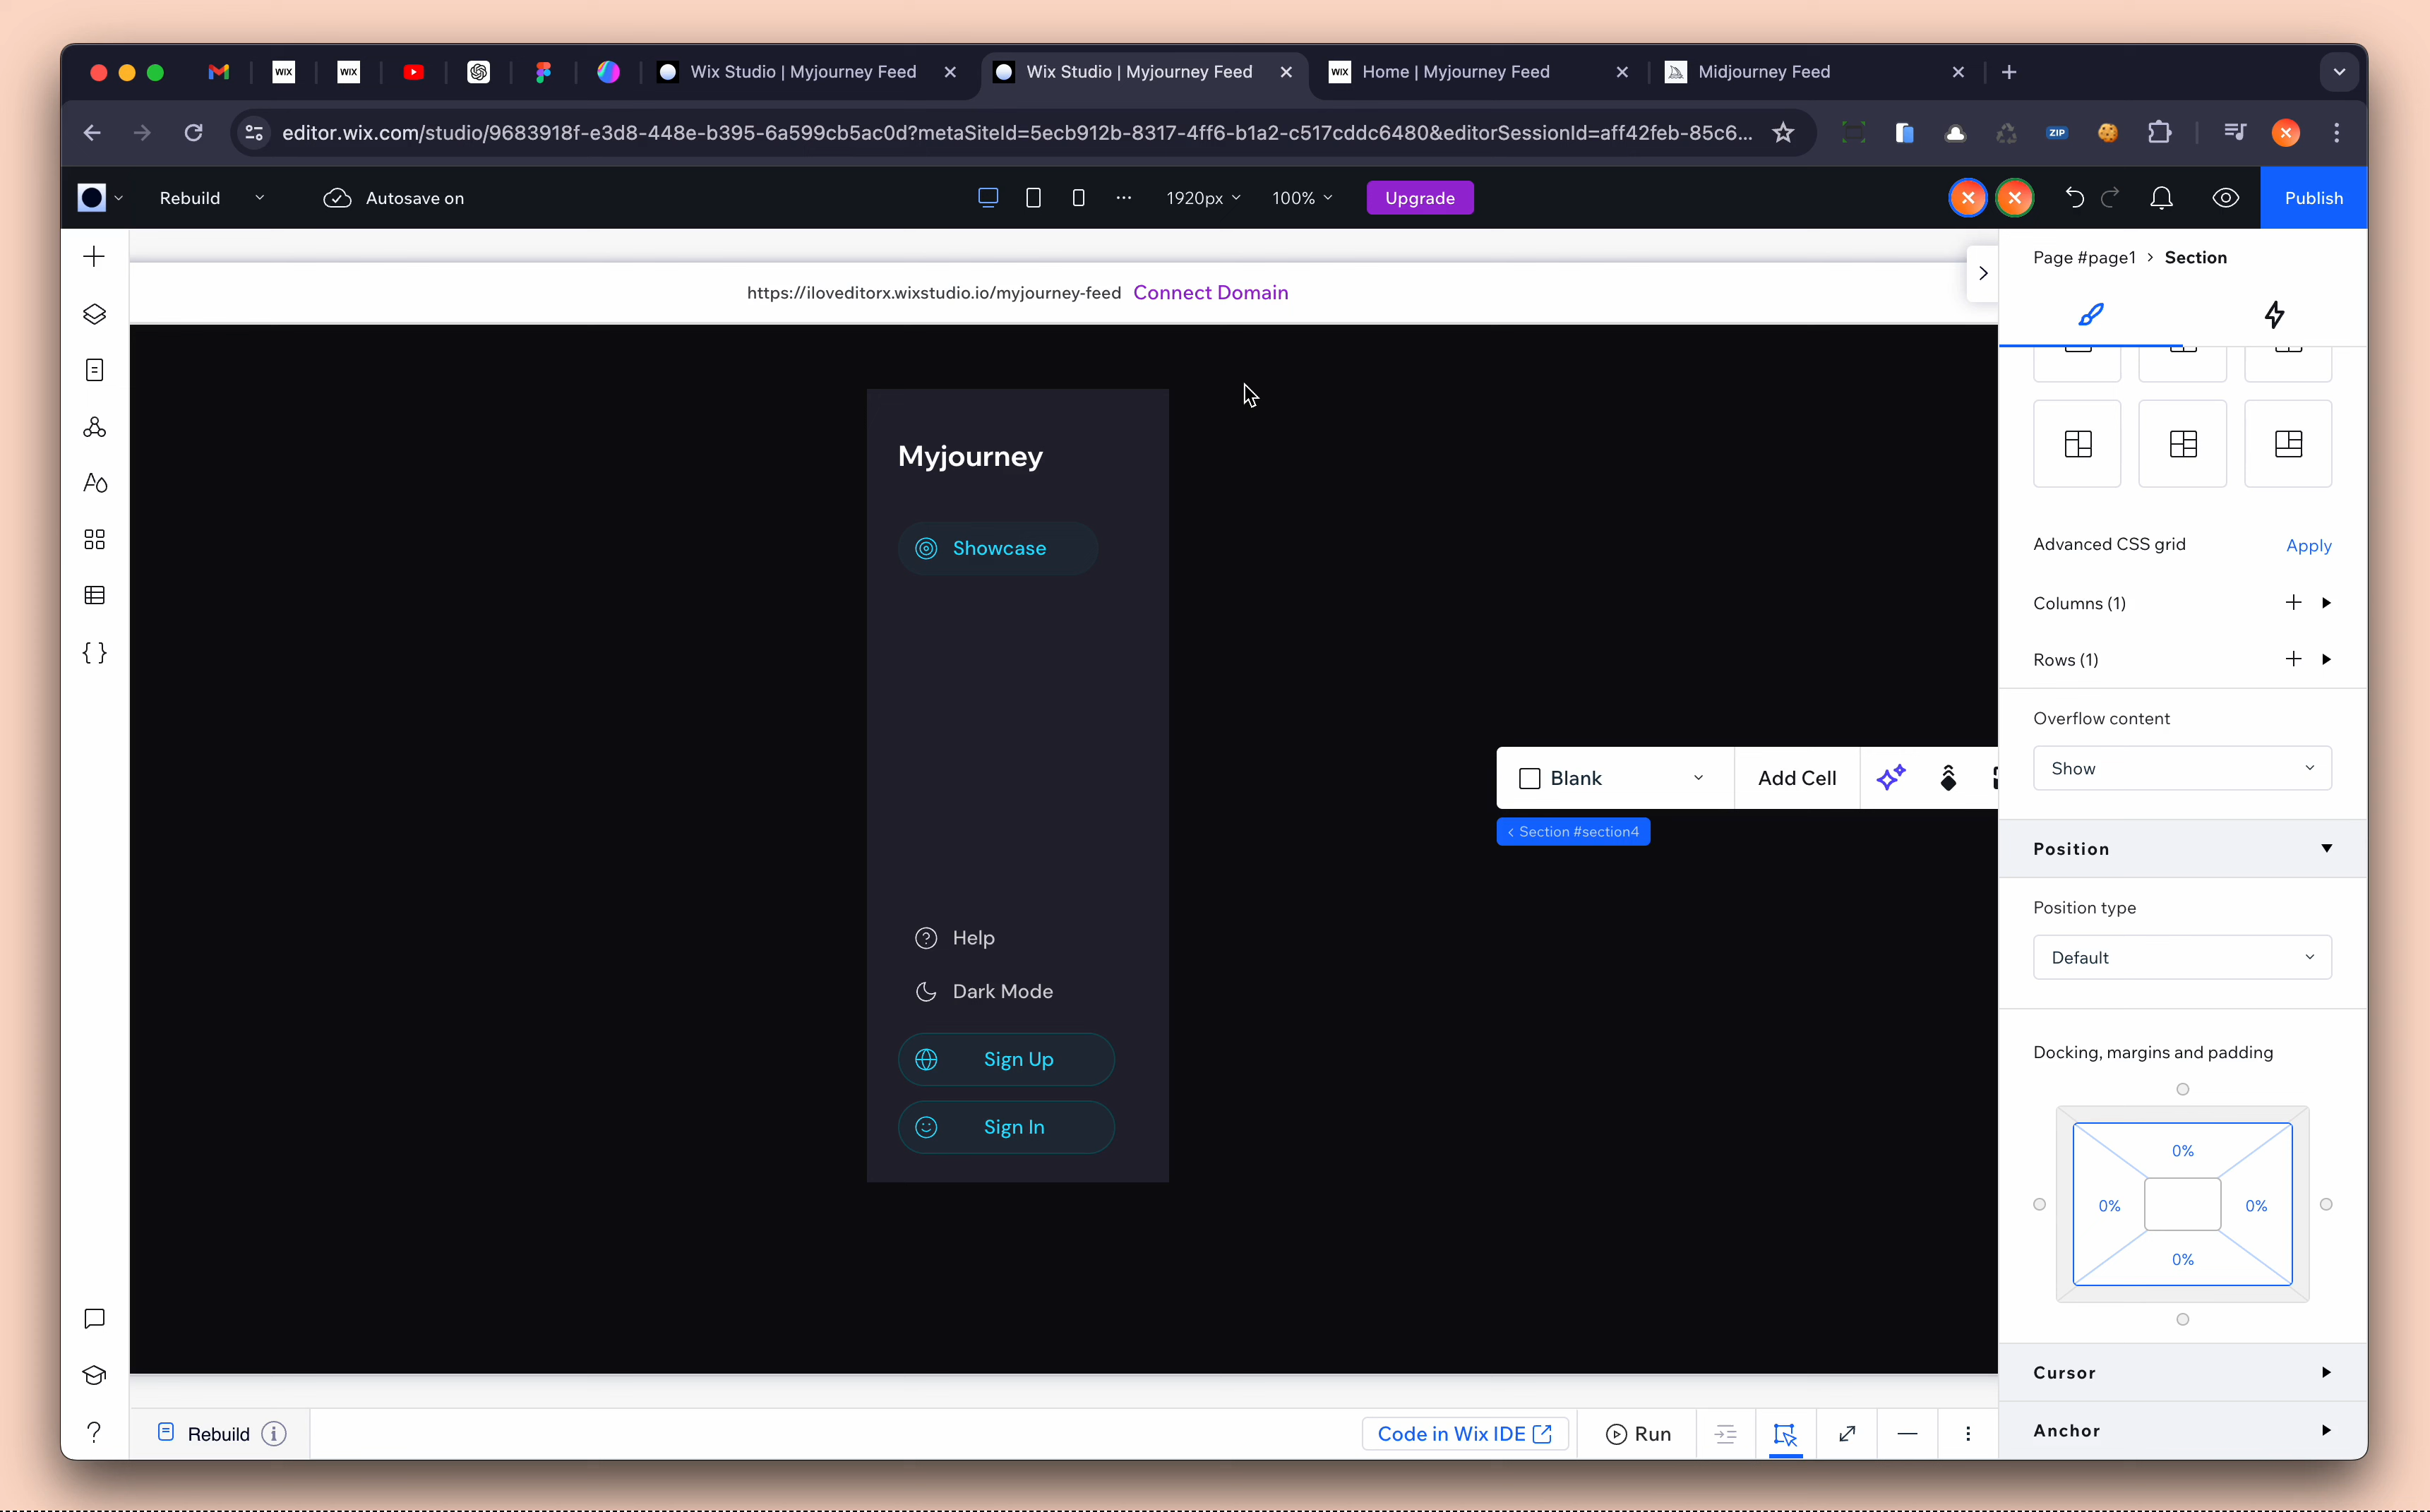 WIX
WIX
Wix Studio | Myjourney Feed
Wix Studio | Myjourney Feed
WIX
Home | Myjourney Feed
Midjourney Feed
editor.wix.com/studio/9683918f-e3d8-448e-b395-6a599cb5ac0d?metaSiteId=5ecb912b-8317-4ff6-b1a2-c517cddc6480&editorSessionId=aff42feb-85c6...
ZIP
Rebuild
Autosave on
1920px
100%
Upgrade
Publish
https://iloveditorx.wixstudio.io/myjourney-feed Connect Domain
Page #page1 > Section
Myjourney
Showcase
Help
Dark Mode
Sign Up
Sign In
Blank
Add Cell
< Section #section4
Advanced CSS grid
Apply
Columns (1)
Rows (1)
Overflow content
Show
Position
Position type
Default
Docking, margins and padding
0%
0%
0%
0%
Cursor
Anchor
Rebuild
Code in Wix IDE
Run